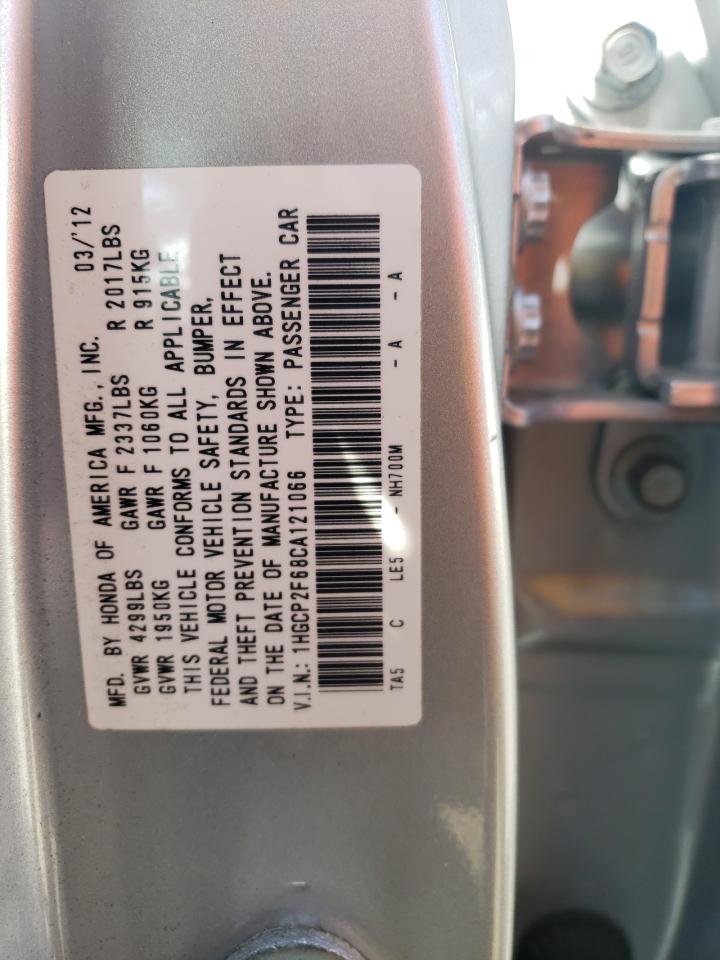 MFD. BY HONDA OF AMERICA MFG., INC. 03/'12
GVWR 4299LBS GAWR F 2337LBS R 2017LBS
GVWR 1950KG GAWR F 1060KG R 915KG
THIS VEHICLE CONFORMS TO ALL APPLICABLE
FEDERAL MOTOR VEHICLE SAFETY, BUMPER,
AND THEFT PREVENTION STANDARDS IN EFFECT
ON THE DATE OF MANUFACTURE SHOWN ABOVE.
V.I.N.: 1HGCP2F68CA121066 TYPE: PASSENGER CAR
TA5 C LE5 - NH700M - A - A